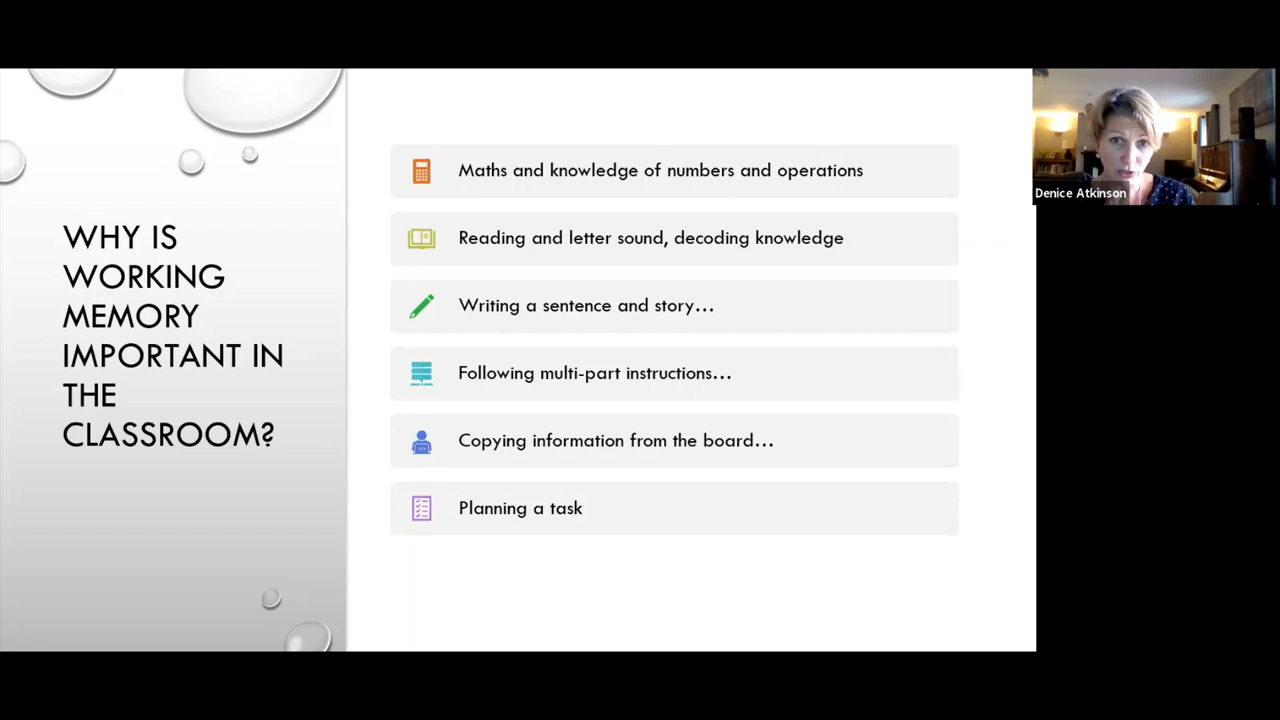 WHY IS
WORKING
MEMORY
IMPORTANT IN
THE
CLASSROOM?
Maths and knowledge of numbers and operations
Reading and letter sound, decoding knowledge
Writing a sentence and story…
Following multi-part instructions…
Copying information from the board…
Planning a task
Denice Atkinson